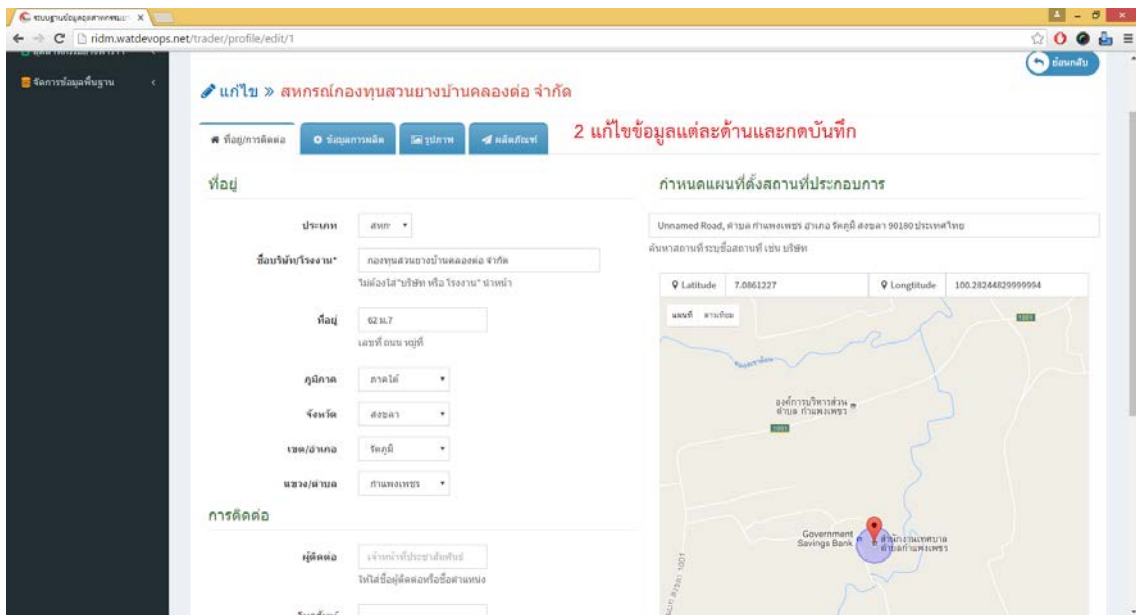 ridm.watdevops.net/trader/profile/edit/1
จัดการข้อมูลพื้นฐาน
ย้อนกลับ
แก้ไข » สหกรณ์กองทุนสวนยางบ้านคลองต่อ จำกัด
ที่อยู่/การติดต่อ
ข้อมูลการผลิต
รูปภาพ
ผลิตภัณฑ์
2 แก้ไขข้อมูลแต่ละด้านและกดบันทึก
ที่อยู่
ประเภท
สหก
ชื่อบริษัท/โรงงาน*
กองทุนสวนยางบ้านคลองต่อ จำกัด
ไม่ต้องใส่"บริษัท หรือ โรงงาน" นำหน้า
ที่อยู่
62 ม.7
เลขที่ ถนน หมู่ที่
ภูมิภาค
ภาคใต้
จังหวัด
สงขลา
เขต/อำเภอ
รัตภูมิ
แขวง/ตำบล
กำแพงเพชร
การติดต่อ
ผู้ติดต่อ
เจ้าหน้าที่ประชาสัมพันธ์
ให้ใส่ชื่อผู้ติดต่อหรือชื่อตำแหน่ง
กำหนดแผนที่ตั้งสถานที่ประกอบการ
Unnamed Road, ตำบล กำแพงเพชร อำเภอ รัตภูมิ สงขลา 90180 ประเทศไทย
ค้นหาสถานที่ ระบุชื่อสถานที่ เช่น บริษัท
Latitude 7.0861227
Longtitude 100.28244829999994
แผนที่ ดาวเทียม
1001
องค์การบริหารส่วน
ตำบล กำแพงเพชร
1001
Government
Savings Bank
สำนักงานเทศบาล
ตำบลกำแพงเพชร